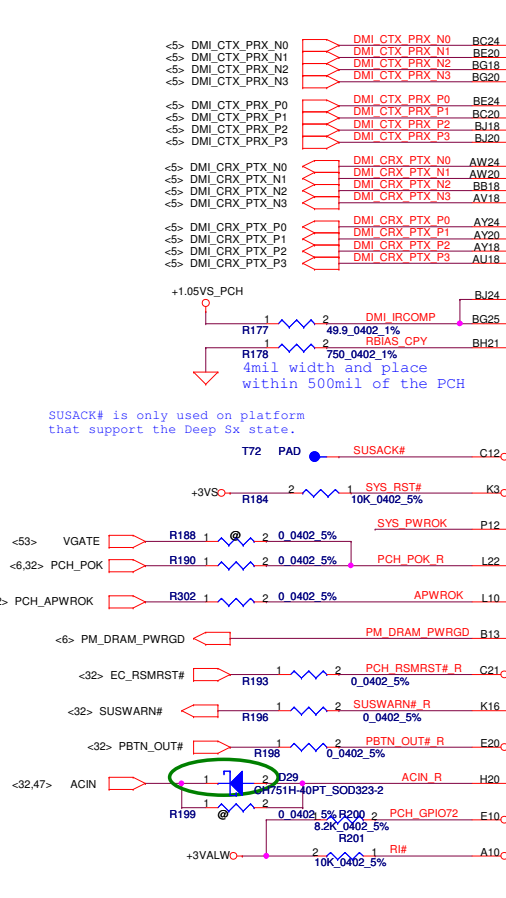 <5> DMI_CTX_PRX_N0 DMI_CTX_PRX_N0 BC24
<5> DMI_CTX_PRX_N1 DMI_CTX_PRX_N1 BE20
<5> DMI_CTX_PRX_N2 DMI_CTX_PRX_N2 BG18
<5> DMI_CTX_PRX_N3 DMI_CTX_PRX_N3 BG20
<5> DMI_CTX_PRX_P0 DMI_CTX_PRX_P0 BE24
<5> DMI_CTX_PRX_P1 DMI_CTX_PRX_P1 BC20
<5> DMI_CTX_PRX_P2 DMI_CTX_PRX_P2 BJ18
<5> DMI_CTX_PRX_P3 DMI_CTX_PRX_P3 BJ20
<5> DMI_CRX_PTX_N0 DMI_CRX_PTX_N0 AW24
<5> DMI_CRX_PTX_N1 DMI_CRX_PTX_N1 AW20
<5> DMI_CRX_PTX_N2 DMI_CRX_PTX_N2 BB18
<5> DMI_CRX_PTX_N3 DMI_CRX_PTX_N3 AV18
<5> DMI_CRX_PTX_P0 DMI_CRX_PTX_P0 AY24
<5> DMI_CRX_PTX_P1 DMI_CRX_PTX_P1 AY20
<5> DMI_CRX_PTX_P2 DMI_CRX_PTX_P2 AY18
<5> DMI_CRX_PTX_P3 DMI_CRX_PTX_P3 AU18
+1.05VS_PCH BJ24
1 2 DMI_IRCOMP BG25
R177 49.9_0402_1%
1 2 RBIAS_CPY BH21
R178 750_0402_1%
4mil width and place
within 500mil of the PCH
SUSACK# is only used on platform
that support the Deep Sx state.
T72 PAD SUSACK# C12
+3VS 2 1 SYS_RST# K3
R184 10K_0402_5%
SYS_PWROK P12
<53> VGATE R188 1 @ 2 0_0402_5%
<6,32> PCH_POK R190 1 2 0_0402_5% PCH_POK_R L22
2> PCH_APWROK R302 1 2 0_0402_5% APWROK L10
<6> PM_DRAM_PWRGD PM_DRAM_PWRGD B13
<32> EC_RSMRST# 1 2 PCH_RSMRST#_R C21
R193 0_0402_5%
<32> SUSWARN# 1 2 SUSWARN#_R K16
R196 0_0402_5%
<32> PBTN_OUT# 1 2 PBTN_OUT#_R E20
R198 0_0402_5%
<32,47> ACIN 1 2 D29 ACIN_R H20
CH751H-40PT_SOD323-2
R199 1 @ 2 0_0402_5% R200 PCH_GPIO72 E10
8.2K_0402_5%
R201
+3VALW 2 1 RI# A10
10K_0402_5%